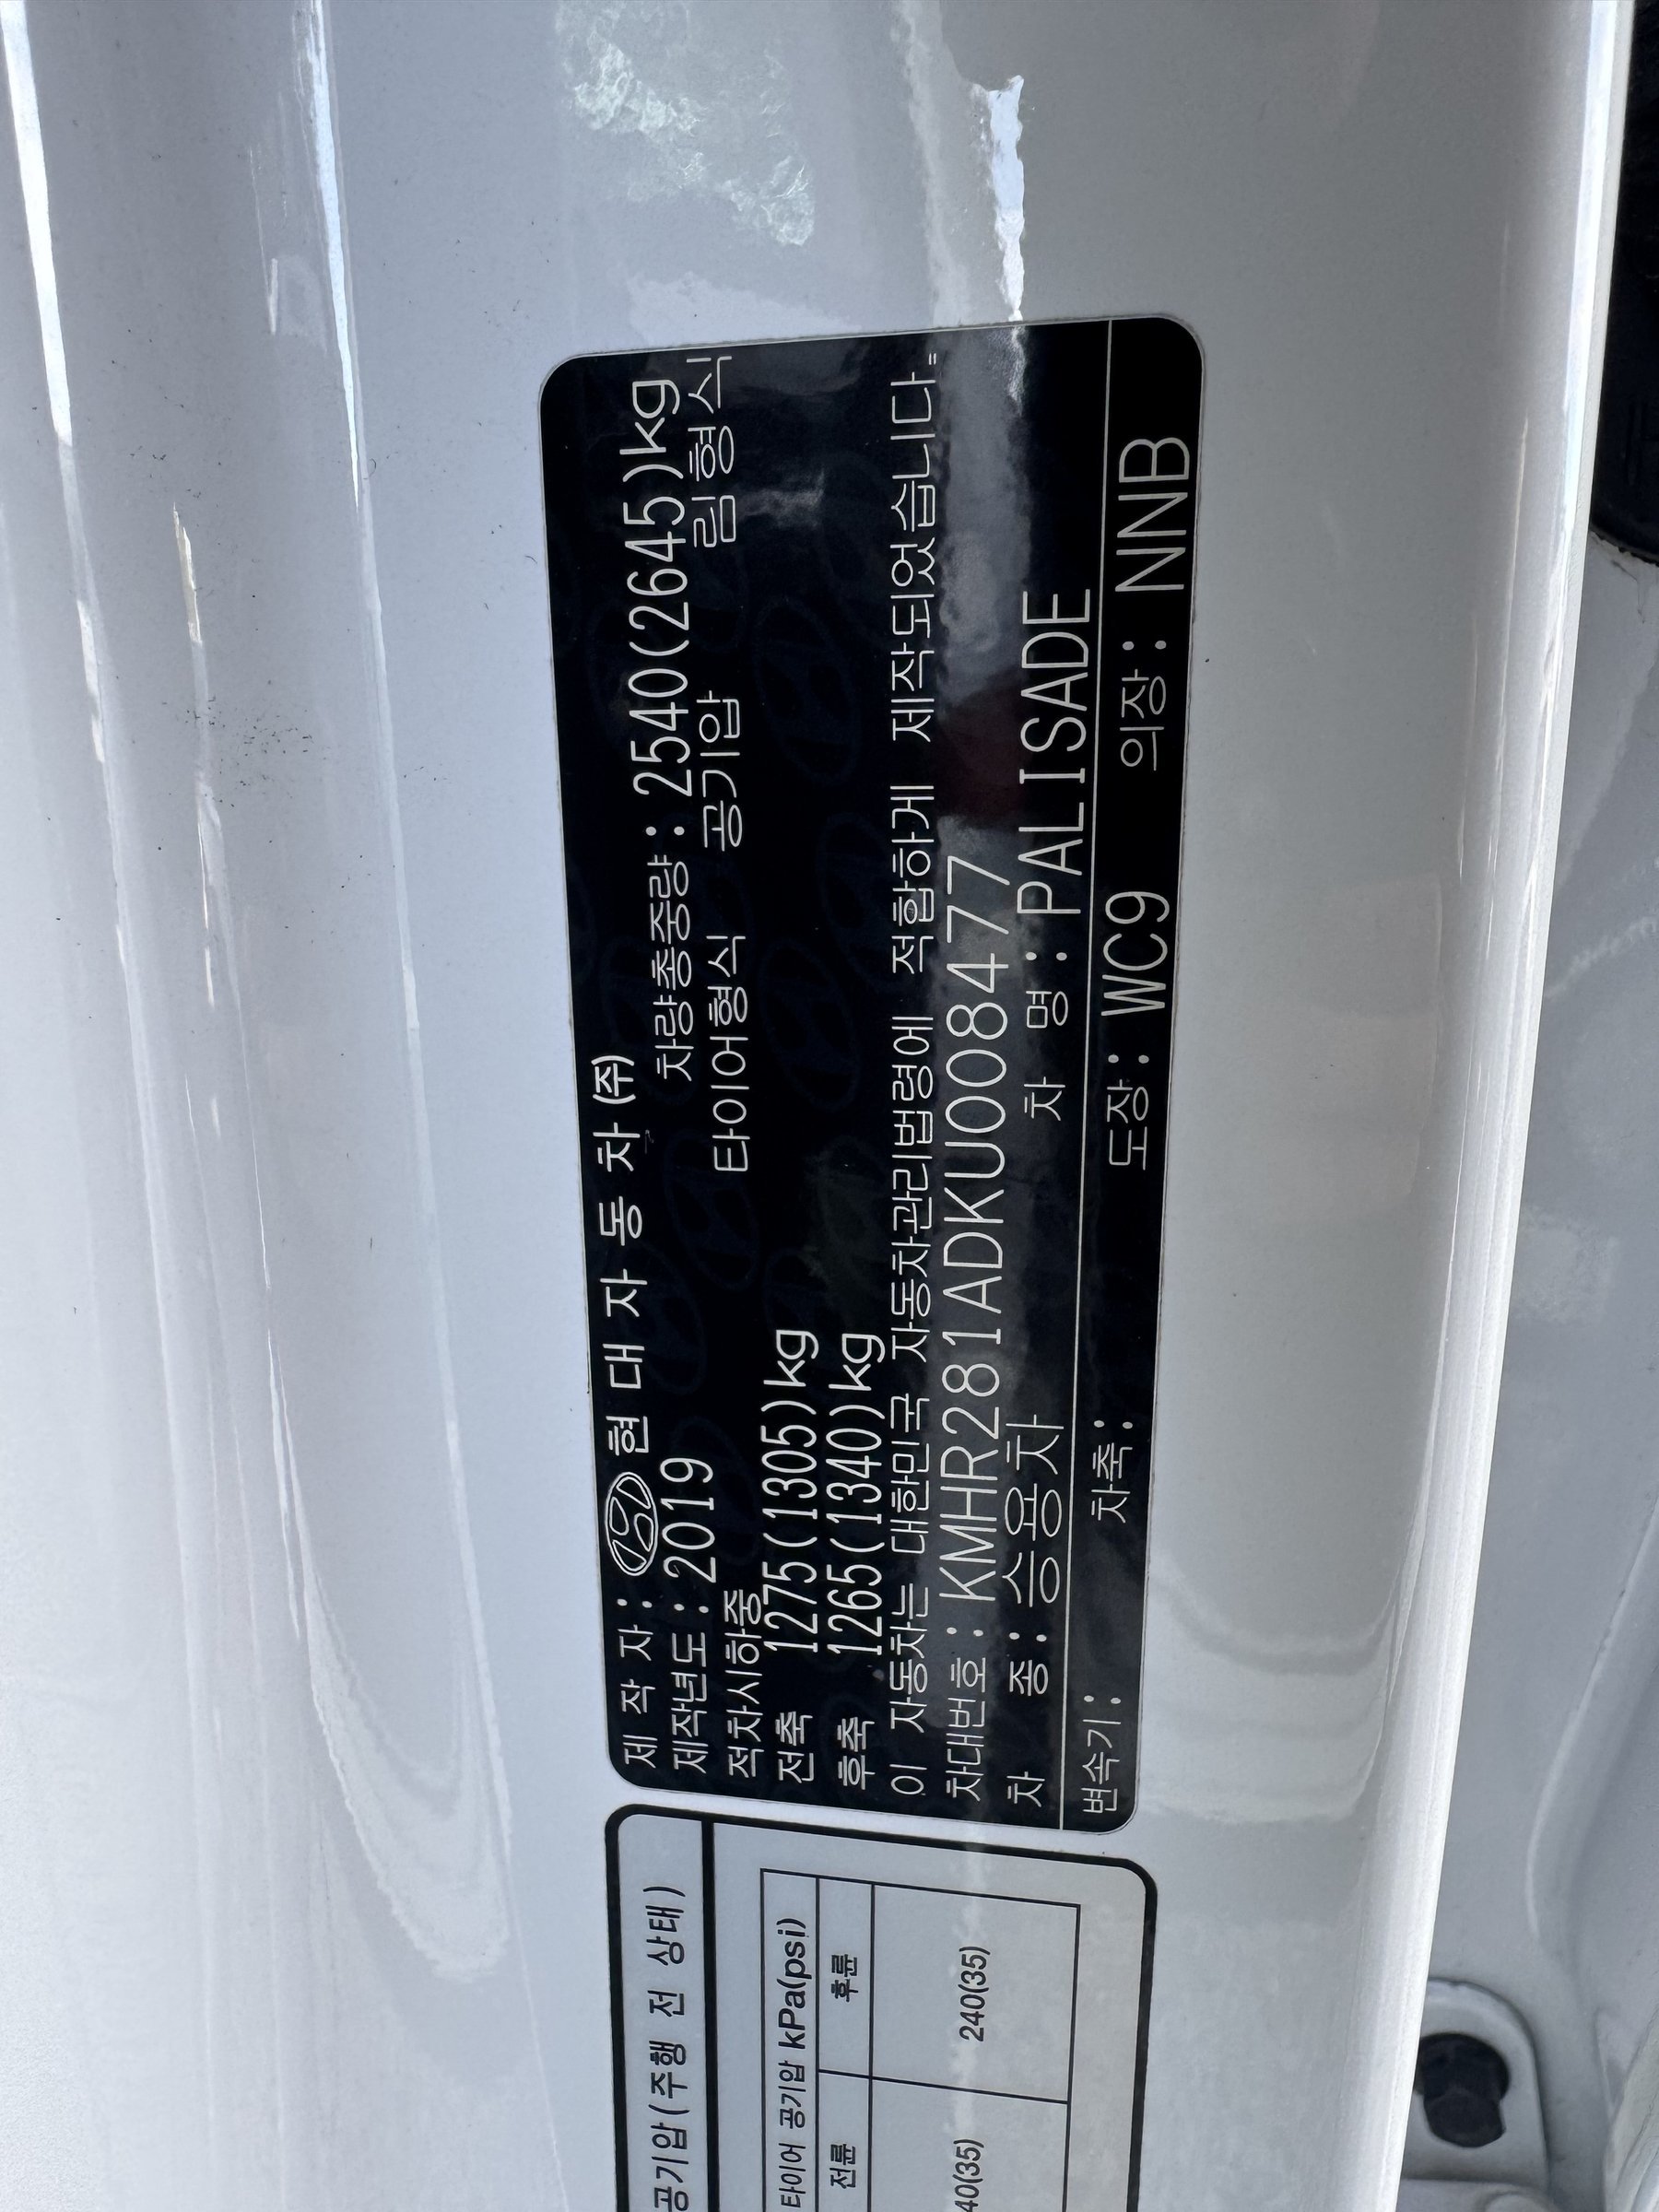 제 작 자 : 현 대 자 동 차 (주)
제작년도 : 2019 차량총중량 : 2540(2645)kg
적차시하중 타이어형식 공기압 림형식
전축 1275(1305)kg
후축 1265(1340)kg
이 자동차는 대한민국 자동차관리법령에 적합하게 제작되었습니다.
차대번호 : KMHR281ADKU008477
차 종 : 승용차 차 명 : PALISADE
변속기 : 차축 : 도장 : WC9 의장 : NNB
공기압(주행 전 상태)
타이어 공기압 kPa(psi)
전륜 후륜
40(35) 240(35)